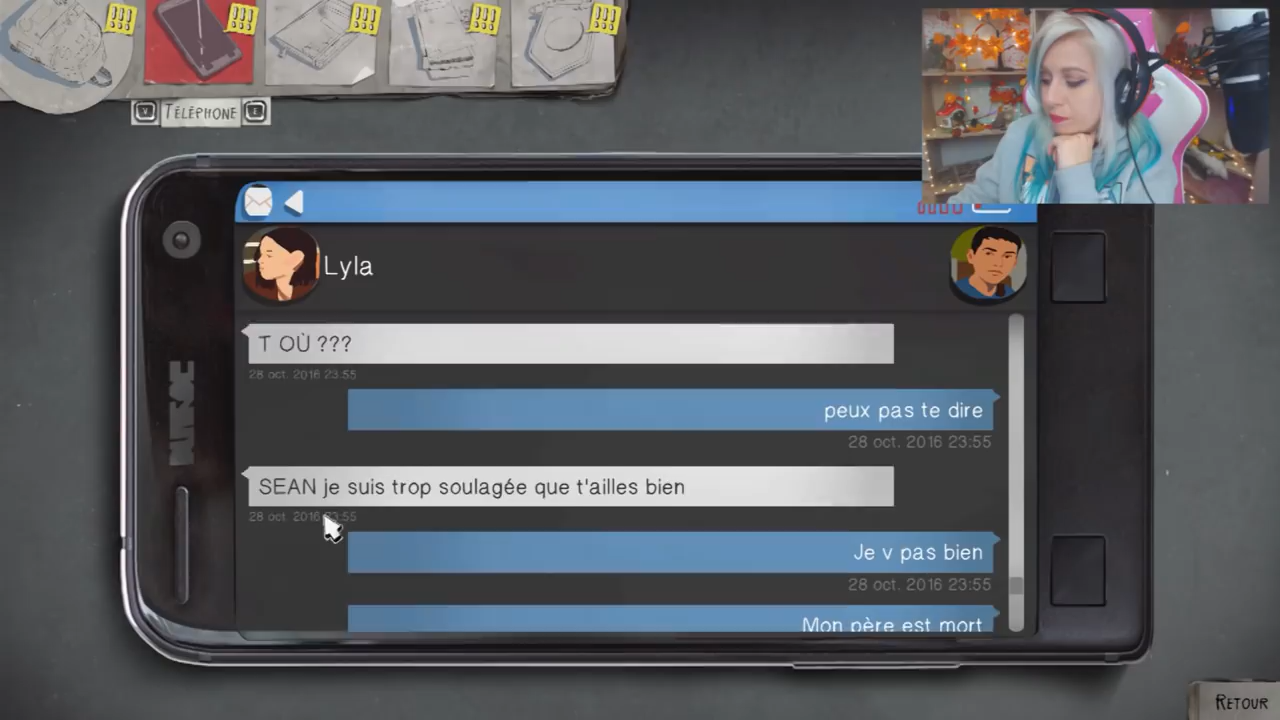 TÉLÉPHONE
Lyla
T OÙ ???
28 oct. 2016 23:55
peux pas te dire
28 oct. 2016 23:55
SEAN je suis trop soulagée que t'ailles bien
28 oct. 2016 23:55
Je v pas bien
28 oct. 2016 23:55
Mon père est mort
RETOUR